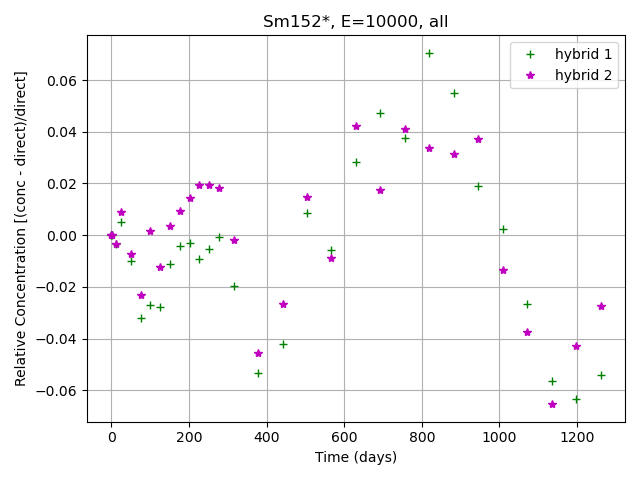 Sm152*, E=10000, all
hybrid 1
hybrid 2
Relative Concentration [(conc - direct)/direct]
0.06
0.04
0.02
0.00
−0.02
−0.04
−0.06
0 200 400 600 800 1000 1200
Time (days)